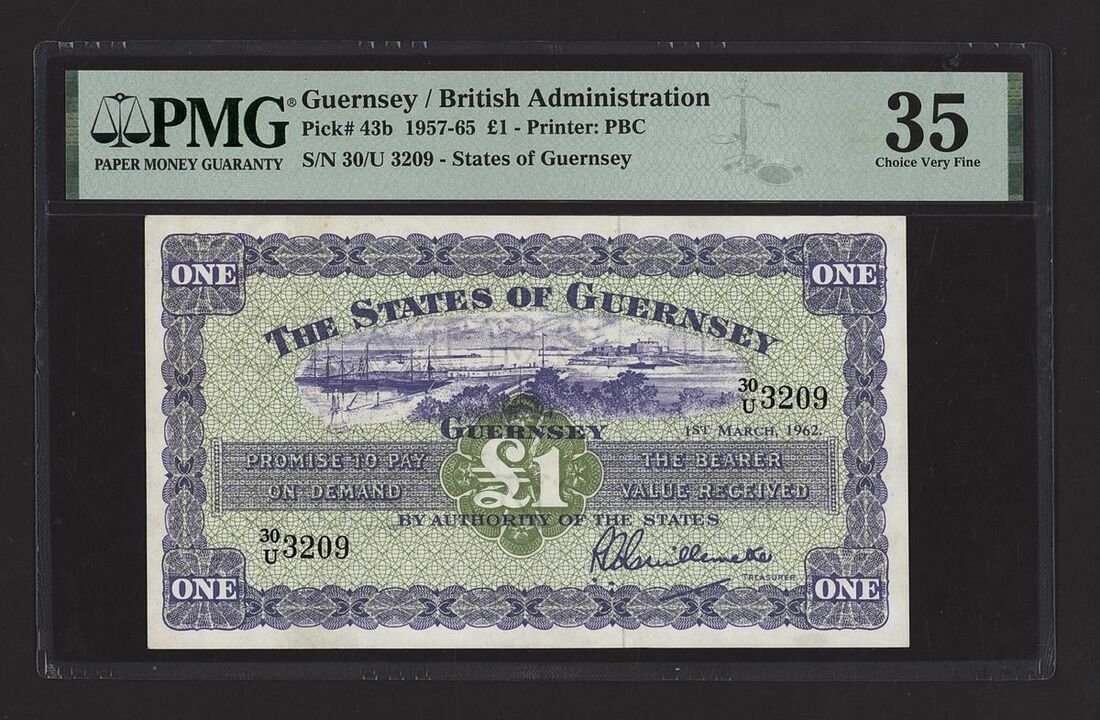 PMG®
PAPER MONEY GUARANTY
Guernsey / British Administration
Pick# 43b 1957-65 £1 - Printer: PBC
S/N 30/U 3209 - States of Guernsey
35
Choice Very Fine
ONE
ONE
THE STATES OF GUERNSEY
30/U 3209
GUERNSEY
1ST MARCH, 1962.
PROMISE TO PAY
THE BEARER
£1
ON DEMAND
VALUE RECEIVED
BY AUTHORITY OF THE STATES
30/U 3209
TREASURER
ONE
ONE